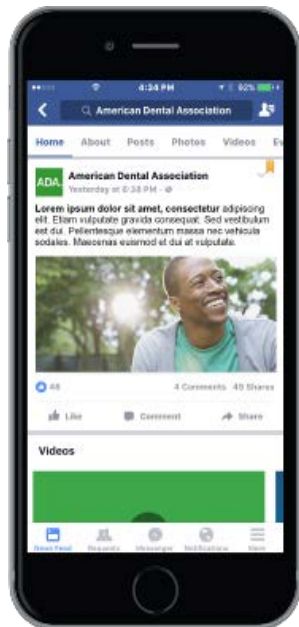 4:34 PM
92%
American Dental Association
Home About Posts Photos Videos Ev
ADA. American Dental Association
Yesterday at 6:38 PM
Lorem ipsum dolor sit amet, consectetur adipiscing
elit. Etiam vulputate gravida consequat. Sed vestibulum
est dui. Pellentesque elementum massa nec vehicula
sodales. Maecenas euismod et dui at vulputate.
4 Comments 49 Shares
Like Comment Share
Videos
News Feed Requests Messenger Notifications More